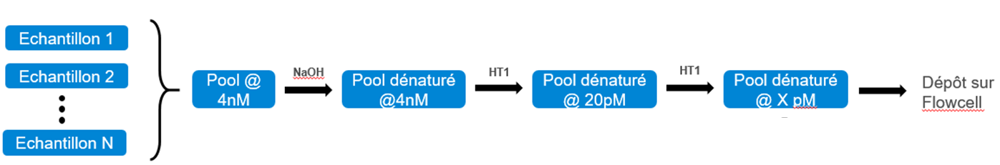 Echantillon 1
Echantillon 2
Echantillon N
Pool @
4nM
NaOH
Pool dénaturé
@4nM
HT1
Pool dénaturé
@ 20pM
HT1
Pool dénaturé
@ X pM
Dépôt sur
Flowcell